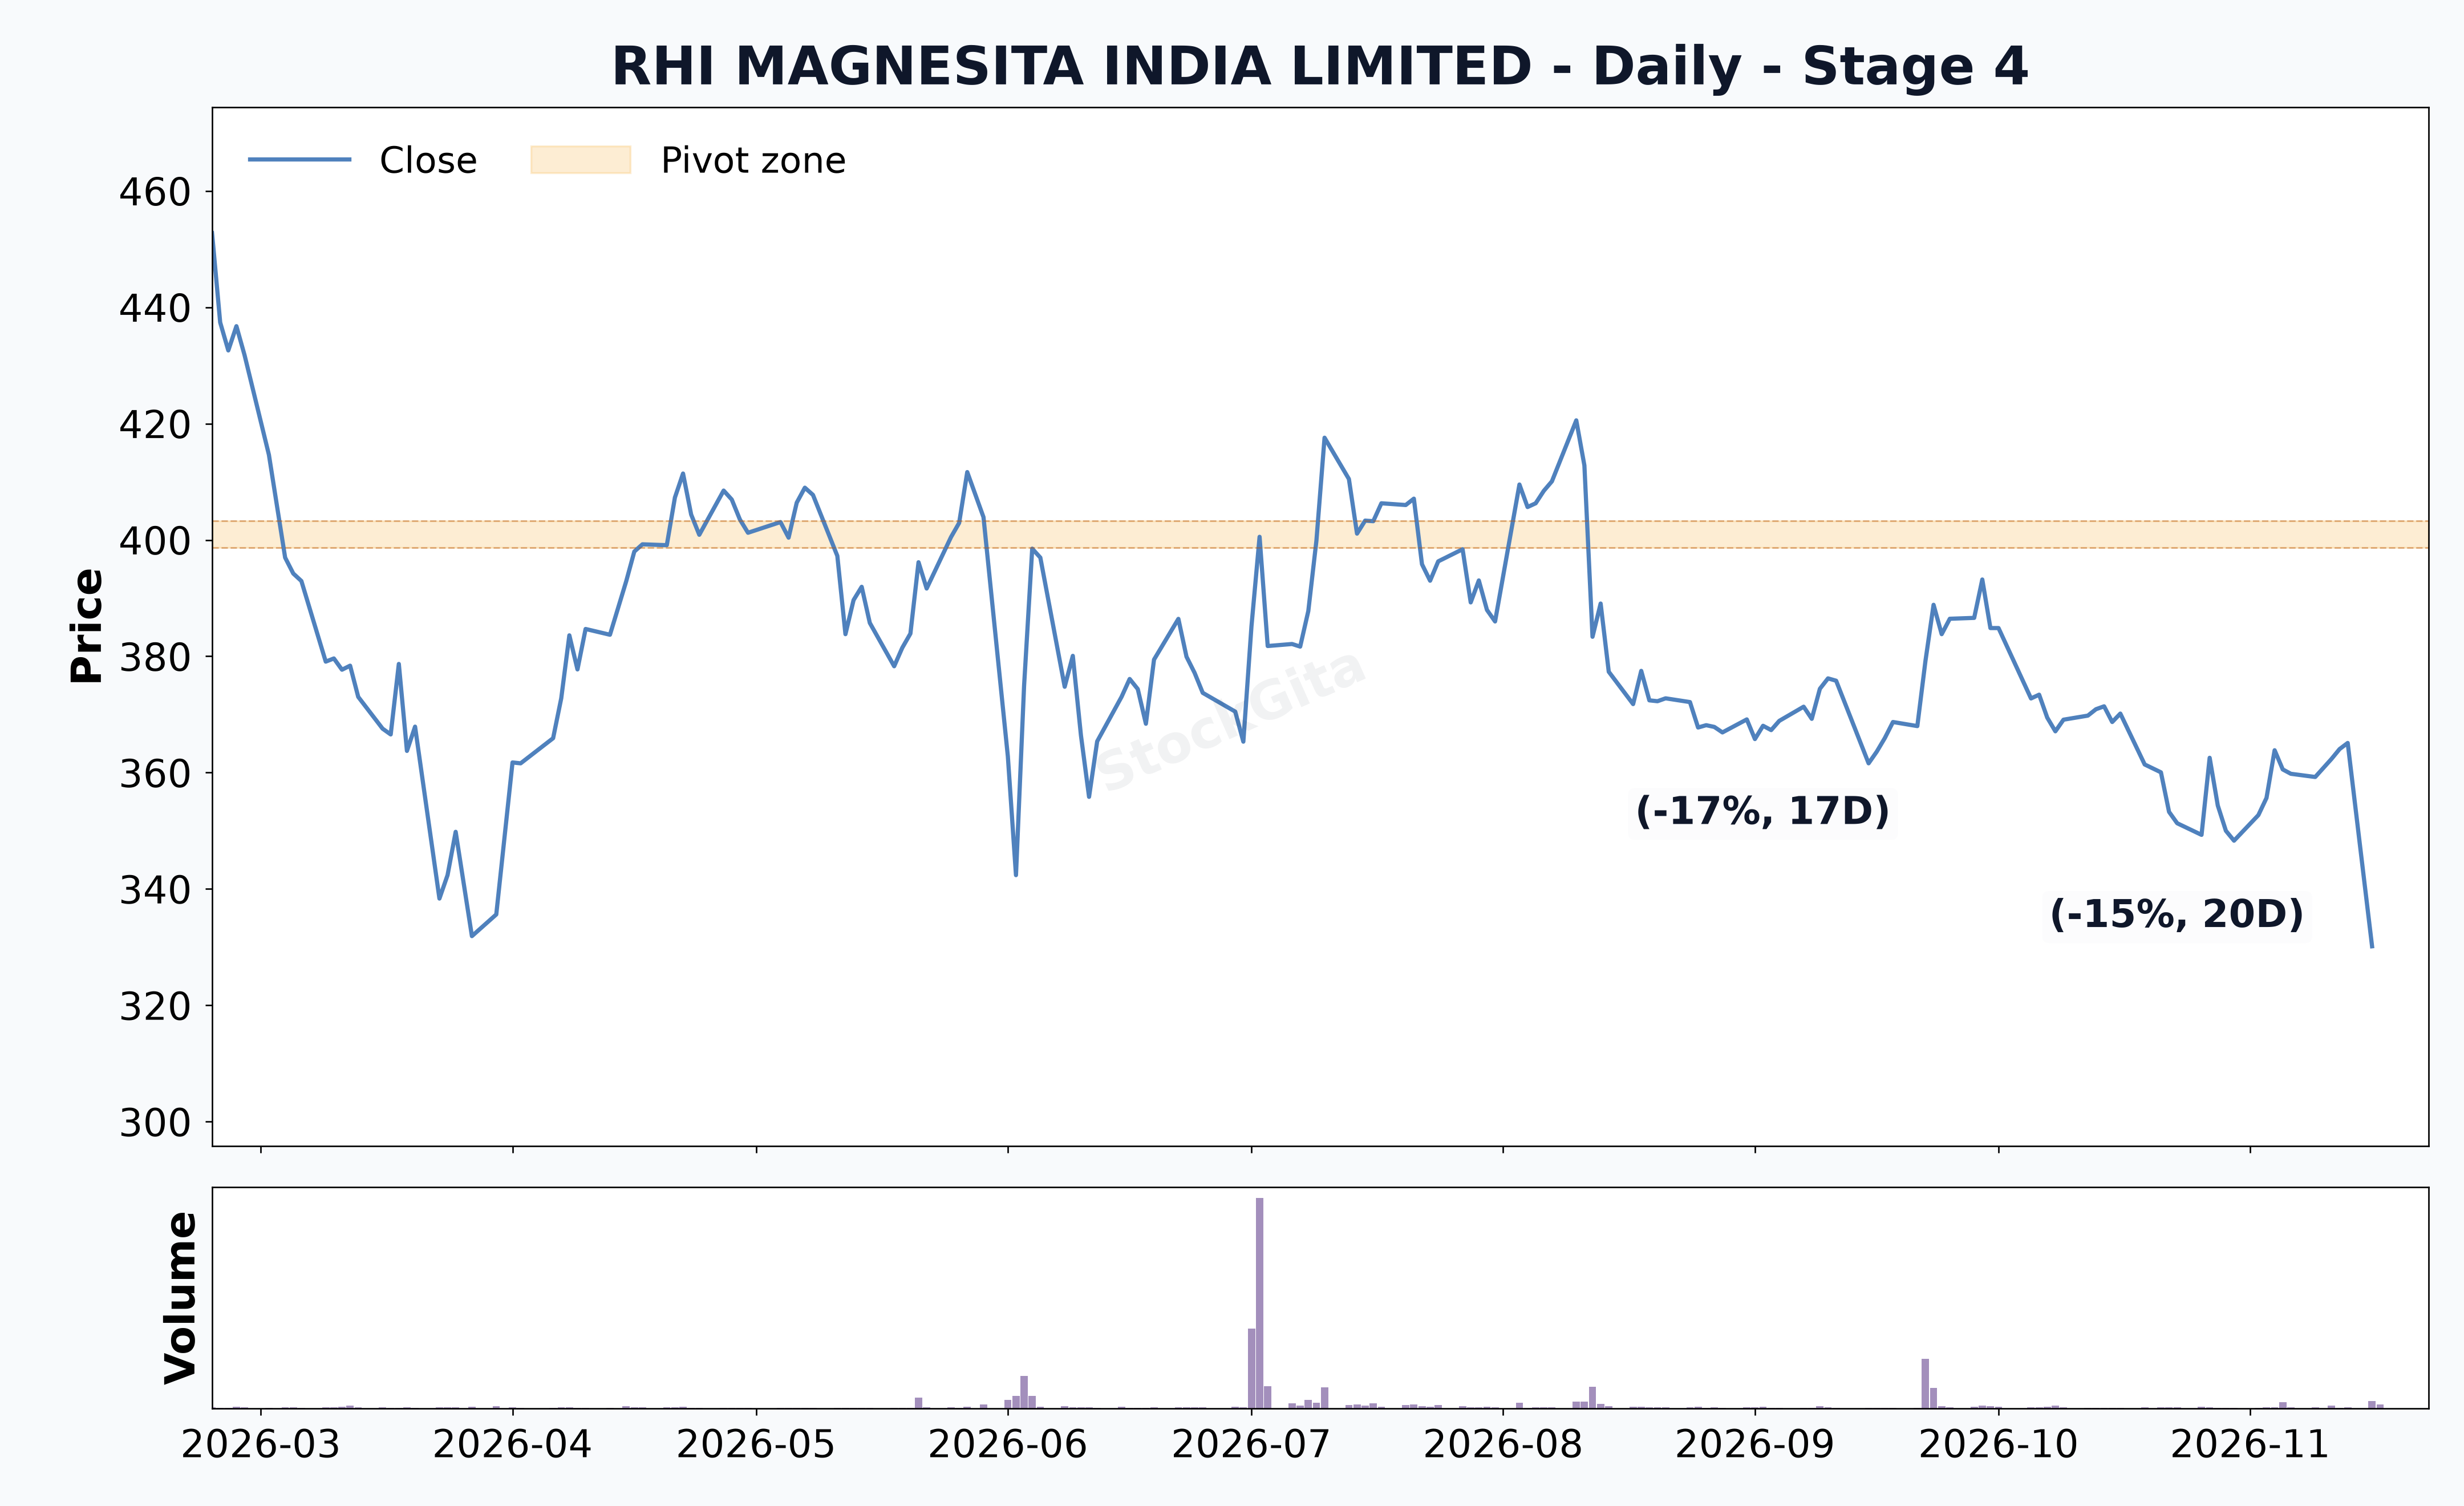 RHI MAGNESITA INDIA LIMITED - Daily - Stage 4
Close
Pivot zone
460
440
420
400
380
360
340
320
300
Price
StockGita
(-17%, 17D)
(-15%, 20D)
Volume
2026-03
2026-04
2026-05
2026-06
2026-07
2026-08
2026-09
2026-10
2026-11